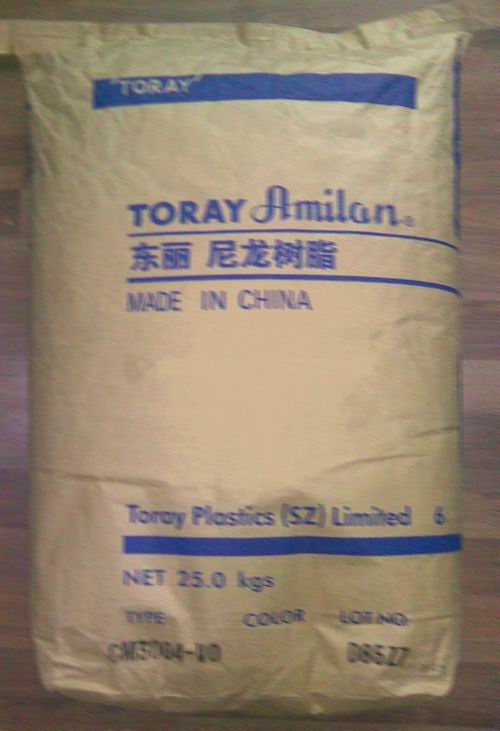 "TORAY"
TORAY Amilan®
东丽 尼龙树脂
MADE IN CHINA
Toray Plastics (SZ) Limited 6
NET 25.0 kgs
TYPE COLOR LOT NO.
CM3004-V0